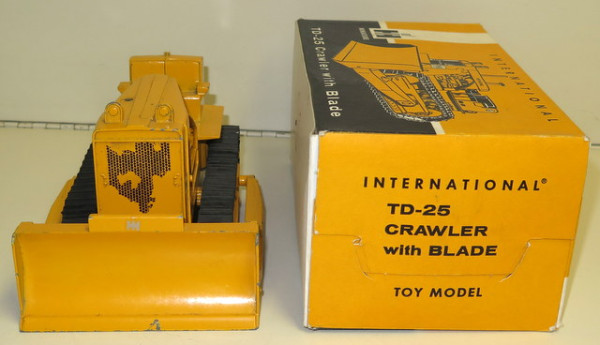 TD-25 Crawler with Blade
INTERNATIONAL
INTERNATIONAL®
TD-25
CRAWLER
with BLADE
TOY MODEL